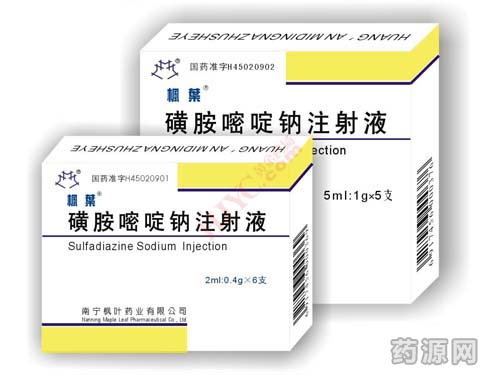 HUANG'AN MIDINGNAZHUSHEYE
国药准字H45020902
枫葉®
磺胺嘧啶钠注射液
ection
5ml:1g×5支
HUANG'AN MIDINGNAZHUSHEYE
国药准字H45020901
枫葉®
磺胺嘧啶钠注射液
Sulfadiazine Sodium Injection
2ml:0.4g×6支
南宁枫叶药业有限公司
Nanning Maple Leaf Pharmaceutical Co., Ltd
药源网